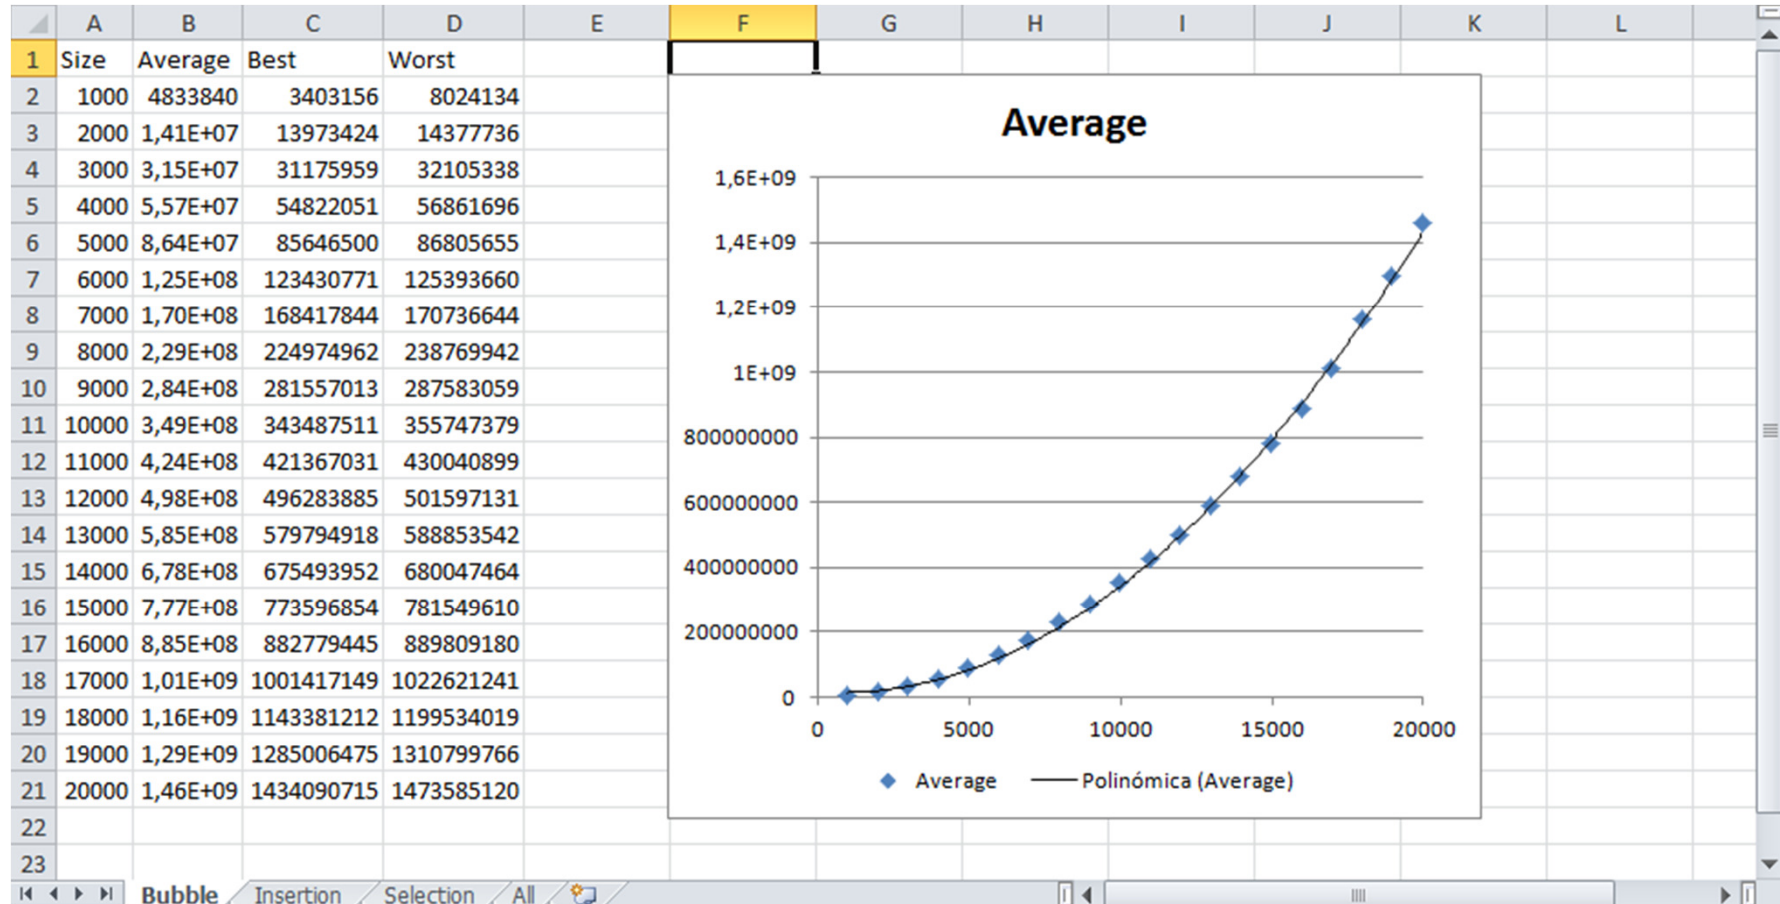 A B C D E F G H I J K L
1 Size Average Best Worst
2 1000 4833840 3403156 8024134
3 2000 1,41E+07 13973424 14377736
4 3000 3,15E+07 31175959 32105338
5 4000 5,57E+07 54822051 56861696
6 5000 8,64E+07 85646500 86805655
7 6000 1,25E+08 123430771 125393660
8 7000 1,70E+08 168417844 170736644
9 8000 2,29E+08 224974962 238769942
10 9000 2,84E+08 281557013 287583059
11 10000 3,49E+08 343487511 355747379
12 11000 4,24E+08 421367031 430040899
13 12000 4,98E+08 496283885 501597131
14 13000 5,85E+08 579794918 588853542
15 14000 6,78E+08 675493952 680047464
16 15000 7,77E+08 773596854 781549610
17 16000 8,85E+08 882779445 889809180
18 17000 1,01E+09 1001417149 1022621241
19 18000 1,16E+09 1143381212 1199534019
20 19000 1,29E+09 1285006475 1310799766
21 20000 1,46E+09 1434090715 1473585120
22
23
Average
1,6E+09
1,4E+09
1,2E+09
1E+09
800000000
600000000
400000000
200000000
0
0 5000 10000 15000 20000
Average Polinómica (Average)
Bubble Insertion Selection All